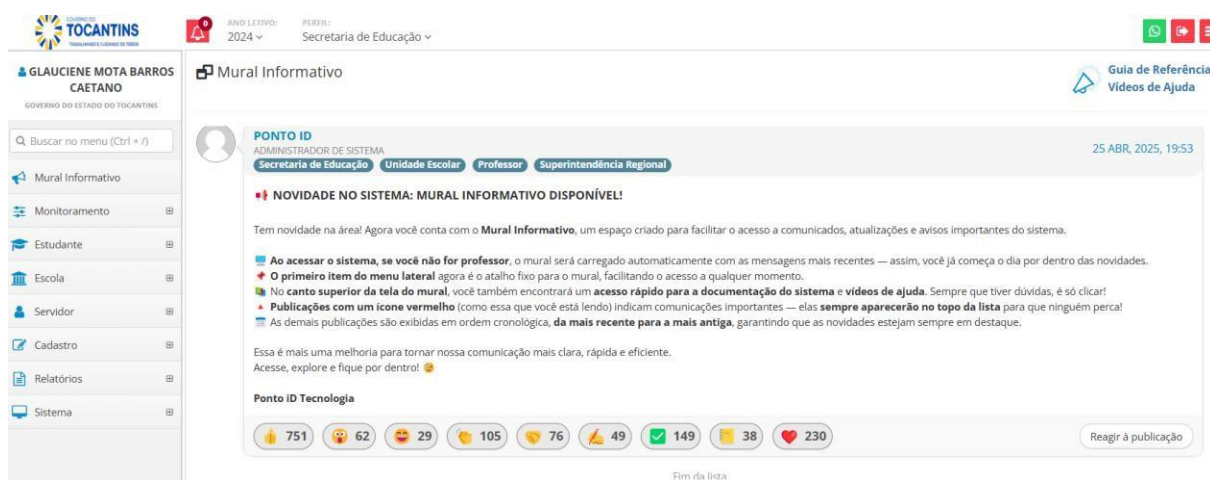 GOVERNO DO
TOCANTINS
TRABALHANDO E CUIDANDO DE TODOS
0
ANO LETIVO:
2024
PERFIL:
Secretaria de Educação
GLAUCIENE MOTA BARROS
CAETANO
GOVERNO DO ESTADO DO TOCANTINS
Buscar no menu (Ctrl + /)
Mural Informativo
Monitoramento
Estudante
Escola
Servidor
Cadastro
Relatórios
Sistema
Mural Informativo
Guia de Referência
Vídeos de Ajuda
PONTO ID
ADMINISTRADOR DE SISTEMA
Secretaria de Educação Unidade Escolar Professor Superintendência Regional
25 ABR, 2025, 19:53
NOVIDADE NO SISTEMA: MURAL INFORMATIVO DISPONÍVEL!
Tem novidade na área! Agora você conta com o Mural Informativo, um espaço criado para facilitar o acesso a comunicados, atualizações e avisos importantes do sistema.
🖥️ Ao acessar o sistema, se você não for professor, o mural será carregado automaticamente com as mensagens mais recentes — assim, você já começa o dia por dentro das novidades.
📌 O primeiro item do menu lateral agora é o atalho fixo para o mural, facilitando o acesso a qualquer momento.
📚 No canto superior da tela do mural, você também encontrará um acesso rápido para a documentação do sistema e vídeos de ajuda. Sempre que tiver dúvidas, é só clicar!
🔺 Publicações com um ícone vermelho (como essa que você está lendo) indicam comunicações importantes — elas sempre aparecerão no topo da lista para que ninguém perca!
🗓️ As demais publicações são exibidas em ordem cronológica, da mais recente para a mais antiga, garantindo que as novidades estejam sempre em destaque.
Essa é mais uma melhoria para tornar nossa comunicação mais clara, rápida e eficiente.
Acesse, explore e fique por dentro! 😉
Ponto iD Tecnologia
👍 751 😲 62 😄 29 👏 105 🤝 76 ✍️ 49 ✅ 149 📒 38 ❤️ 230
Reagir à publicação
Fim da lista